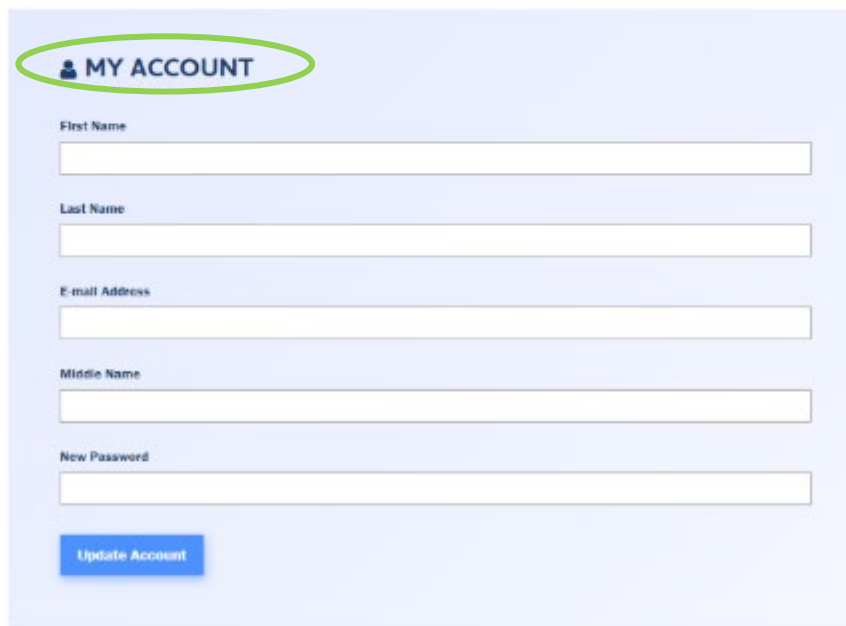 MY ACCOUNT
First Name
Last Name
E-mail Address
Middle Name
New Password
Update Account